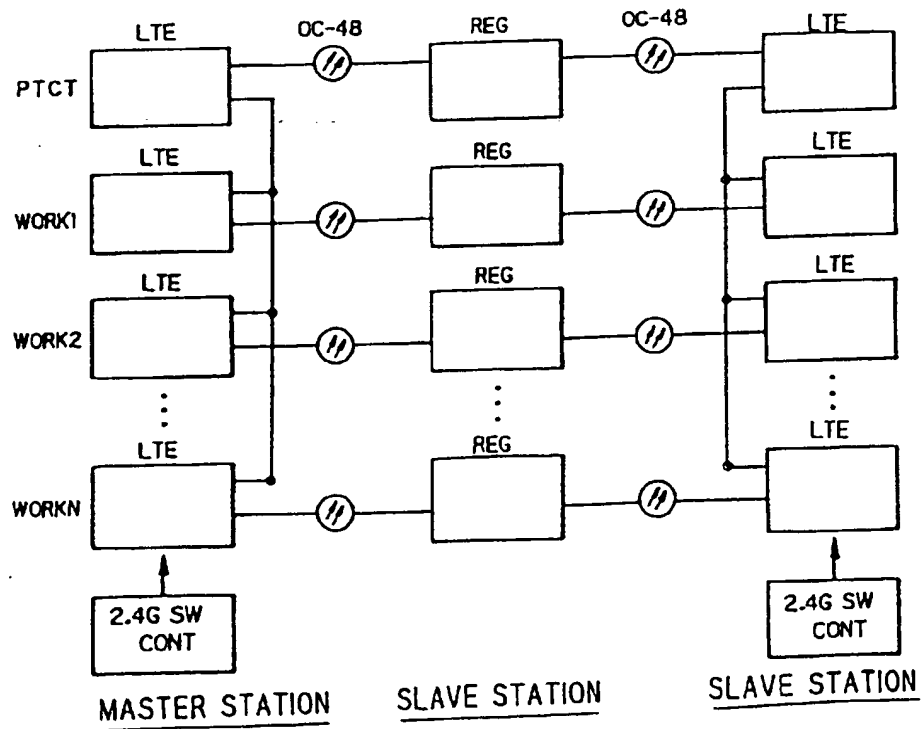 LTE OC-48 REG OC-48 LTE
PTCT
LTE REG LTE
WORK1
LTE REG LTE
WORK2
LTE REG LTE
WORKN
2.4G SW CONT
2.4G SW CONT
MASTER STATION SLAVE STATION SLAVE STATION